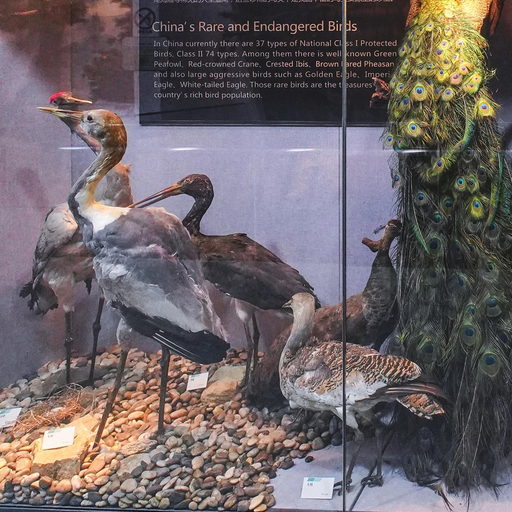 China's Rare and Endangered Birds
In China currently there are 37 types of National Class I Protected
Birds, Class II 74 types. Among them there is well known Green
Peafowl, Red-crowned Crane, Crested Ibis, Brown Eared Pheasan
and also large aggressive birds such as Golden Eagle, Imperi
Eagle, White-tailed Eagle. Those rare birds are the treasures
country's rich bird population.